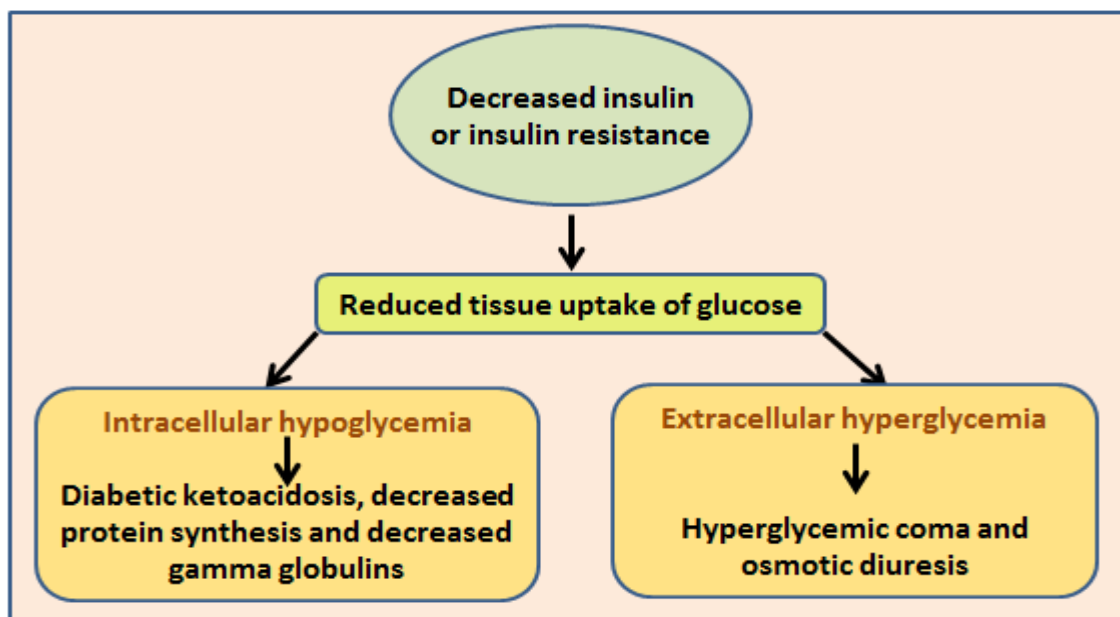 Decreased insulin
or insulin resistance
Reduced tissue uptake of glucose
Intracellular hypoglycemia
Diabetic ketoacidosis, decreased
protein synthesis and decreased
gamma globulins
Extracellular hyperglycemia
Hyperglycemic coma and
osmotic diuresis